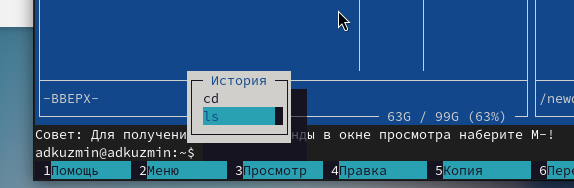 История
cd
ls
-ВВЕРХ-
63G / 99G (63%)
Совет: Для получени нды в окне просмотра наберите M-!
adkuzmin@adkuzmin:~$
1Помощь 2Меню 3Просмотр 4Правка 5Копия 6Пере